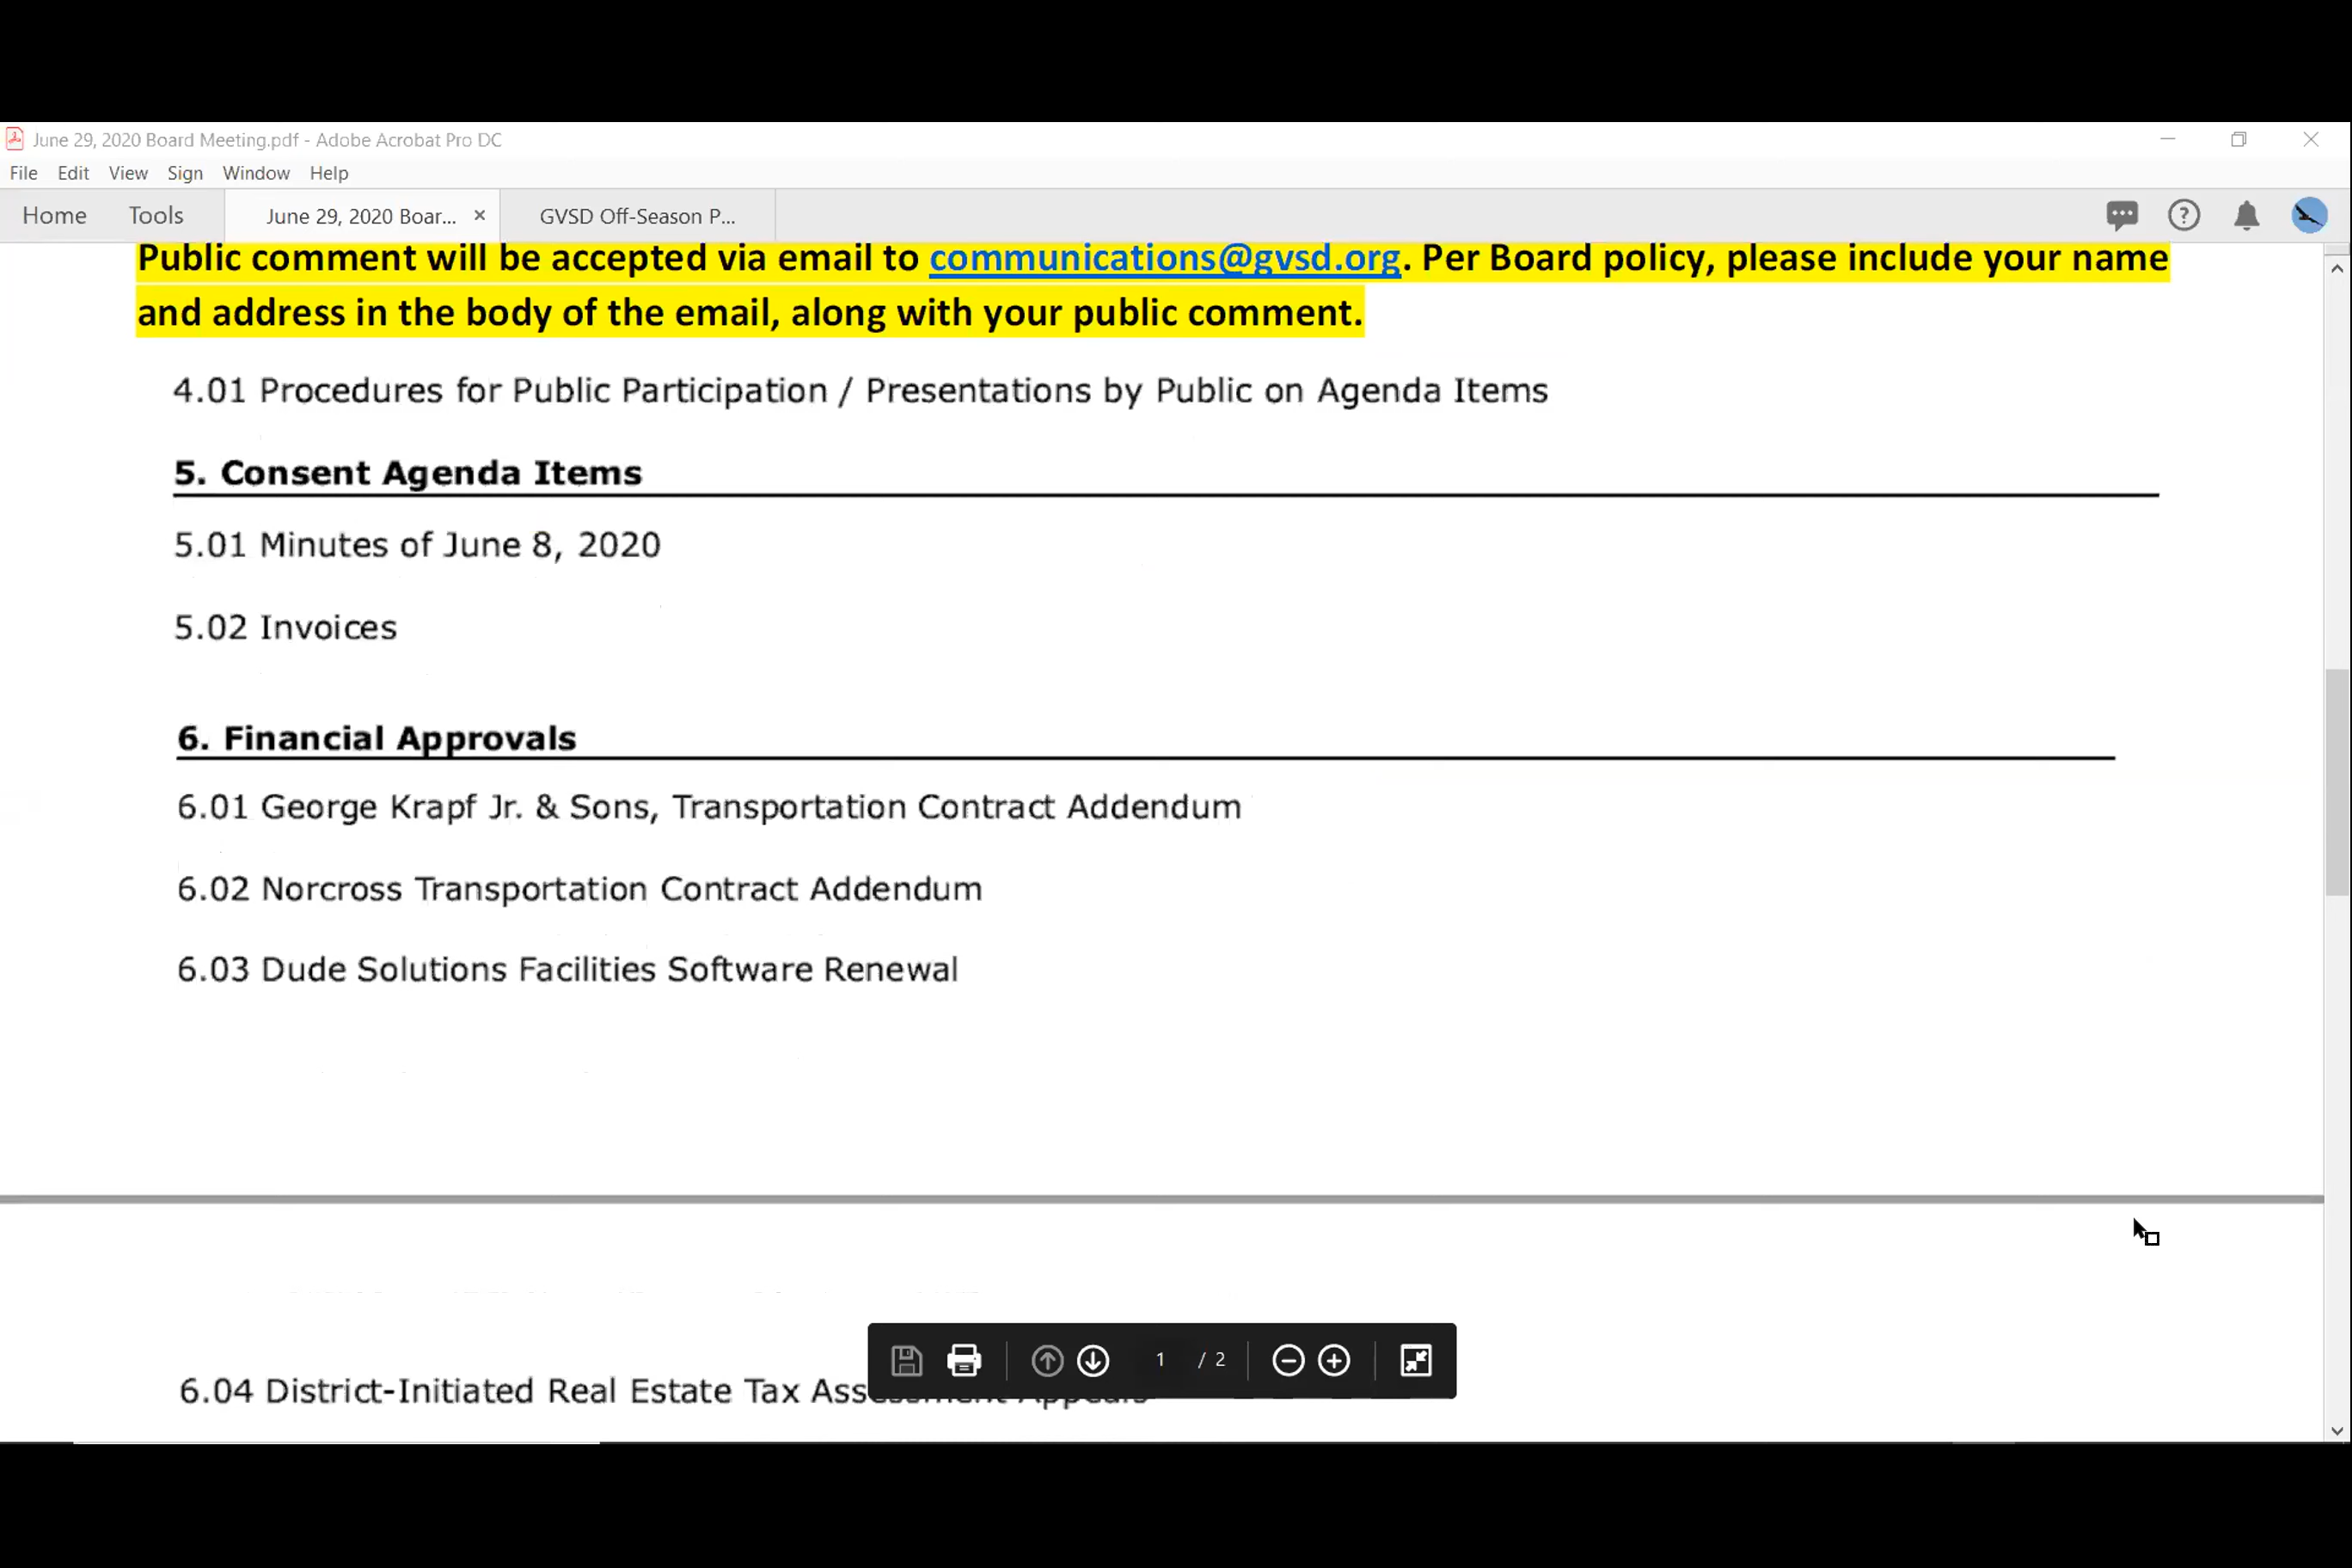 June 29, 2020 Board Meeting.pdf - Adobe Acrobat Pro DC
File Edit View Sign Window Help
Home Tools June 29, 2020 Boar... × GVSD Off-Season P...
Public comment will be accepted via email to communications@gvsd.org. Per Board policy, please include your name
and address in the body of the email, along with your public comment.
4.01 Procedures for Public Participation / Presentations by Public on Agenda Items
5. Consent Agenda Items
5.01 Minutes of June 8, 2020
5.02 Invoices
6. Financial Approvals
6.01 George Krapf Jr. & Sons, Transportation Contract Addendum
6.02 Norcross Transportation Contract Addendum
6.03 Dude Solutions Facilities Software Renewal
1 / 2
6.04 District-Initiated Real Estate Tax Assessment Appeals